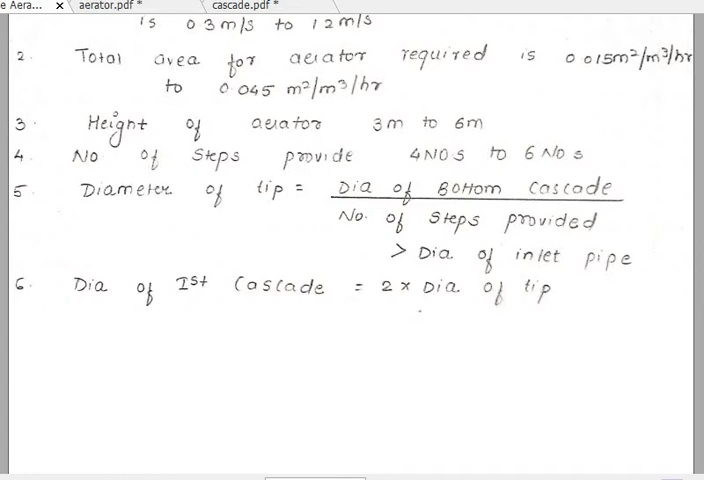 e Aera... x aerator.pdf * cascade.pdf *
is 0.3 m/s to 1.2 m/s
2. Total area for aerator required is 0.015m²/m³/hr
to 0.045 m²/m³/hr
3. Height of aerator 3m to 6m
4. No of Steps provide 4 NO s to 6 No s
5. Diameter of tip = Dia of Bottom Cascade
No. of Steps provided
> Dia of inlet pipe
6. Dia of Ist Cascade = 2 x Dia of tip